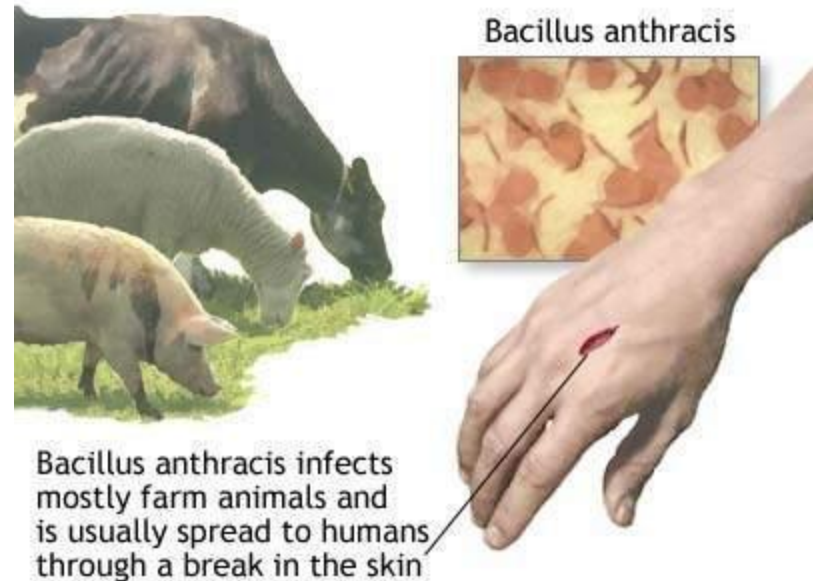 Bacillus anthracis
Bacillus anthracis infects
mostly farm animals and
is usually spread to humans
through a break in the skin